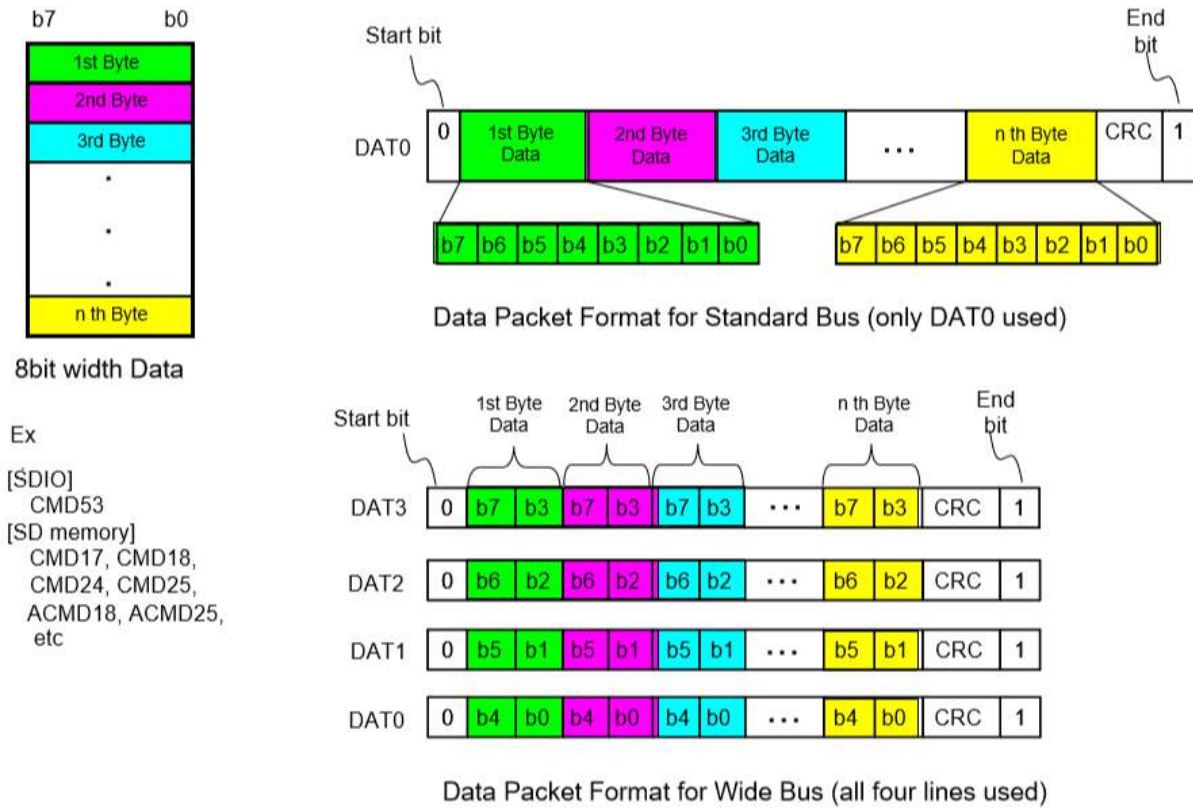 b7 b0
1st Byte
2nd Byte
3rd Byte
.
.
.
n th Byte
8bit width Data
Ex
[SDIO]
CMD53
[SD memory]
CMD17, CMD18,
CMD24, CMD25,
ACMD18, ACMD25,
etc
Start bit
End
bit
DAT0 0 1st Byte Data 2nd Byte Data 3rd Byte Data ... n th Byte Data CRC 1
b7 b6 b5 b4 b3 b2 b1 b0
b7 b6 b5 b4 b3 b2 b1 b0
Data Packet Format for Standard Bus (only DAT0 used)
Start bit
1st Byte Data
2nd Byte Data
3rd Byte Data
n th Byte Data
End
bit
DAT3 0 b7 b3 b7 b3 b7 b3 ... b7 b3 CRC 1
DAT2 0 b6 b2 b6 b2 b6 b2 ... b6 b2 CRC 1
DAT1 0 b5 b1 b5 b1 b5 b1 ... b5 b1 CRC 1
DAT0 0 b4 b0 b4 b0 b4 b0 ... b4 b0 CRC 1
Data Packet Format for Wide Bus (all four lines used)